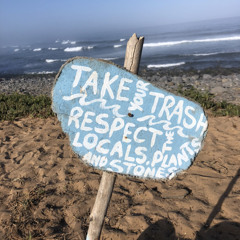 TAKE YOUR
TRASH
RESPECT THE
LOCALS, PLANTS
AND STONES